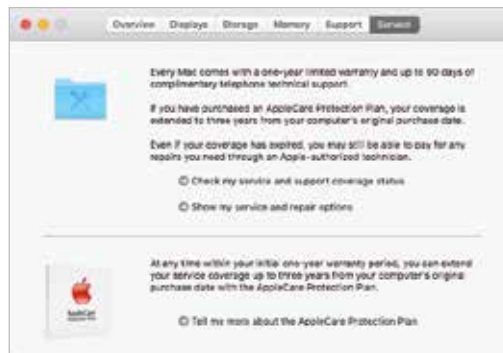 Overview Displays Storage Memory Support Service
Every Mac comes with a one-year limited warranty and up to 90 days of
complimentary telephone technical support.
If you have purchased an AppleCare Protection Plan, your coverage is
extended to three years from your computer's original purchase date.
Even if your coverage has expired, you may still be able to pay for any
repairs you need through an Apple-authorized technician.
Check my service and support coverage status
Show my service and repair options
At any time within your initial one-year warranty period, you can extend
your service coverage up to three years from your computer's original
purchase date with the AppleCare Protection Plan.
AppleCare
Tell me more about the AppleCare Protection Plan